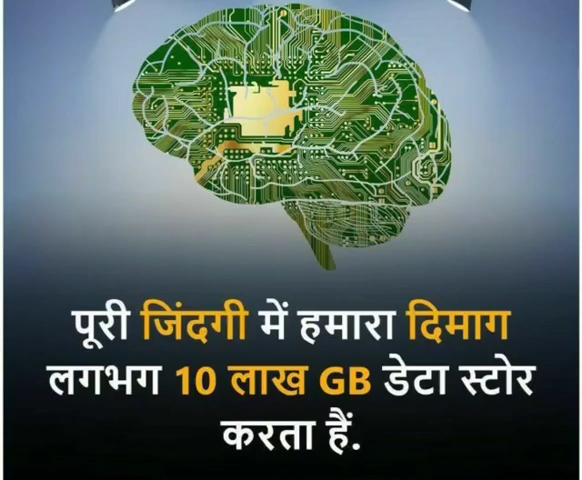 पूरी जिंदगी में हमारा दिमाग
लगभग 10 लाख GB डेटा स्टोर
करता हैं.